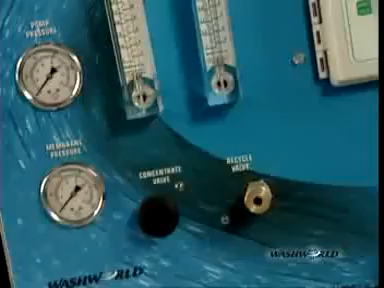 PUMP
PRESSURE
MEMBRANE
PRESSURE
CONCENTRATE
VALVE
RECYCLE
VALVE
WASHWORLD
WASHWORLD